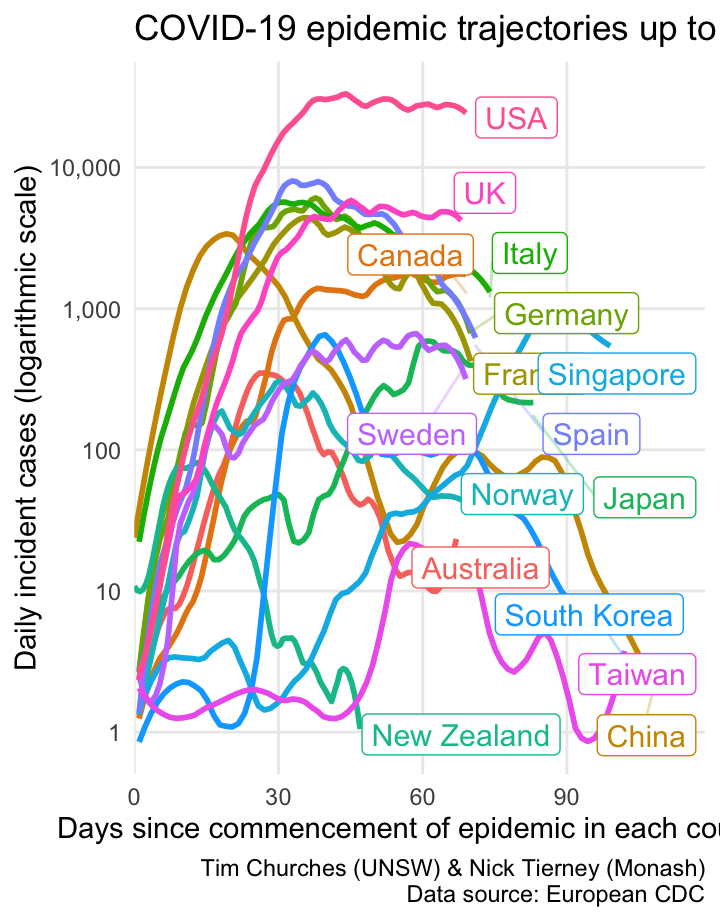 COVID-19 epidemic trajectories up to
Daily incident cases (logarithmic scale)
10,000
1,000
100
10
1
USA
UK
Canada
Italy
Germany
Fran
Singapore
Sweden
Spain
Norway
Japan
Australia
South Korea
Taiwan
New Zealand
China
0
30
60
90
Days since commencement of epidemic in each cou
Tim Churches (UNSW) & Nick Tierney (Monash)
Data source: European CDC